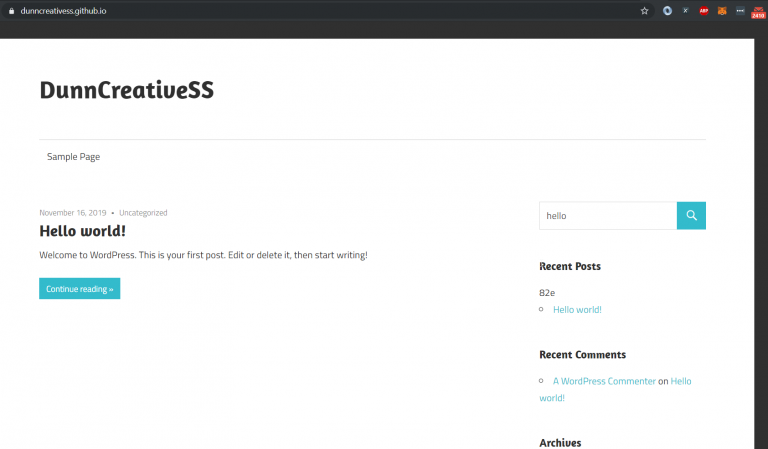 dunncreativess.github.io
ABP
2410
DunnCreativeSS
Sample Page
November 16, 2019 • Uncategorized
Hello world!
Welcome to WordPress. This is your first post. Edit or delete it, then start writing!
Continue reading »
hello
Recent Posts
82e
Hello world!
Recent Comments
A WordPress Commenter on Hello
world!
Archives